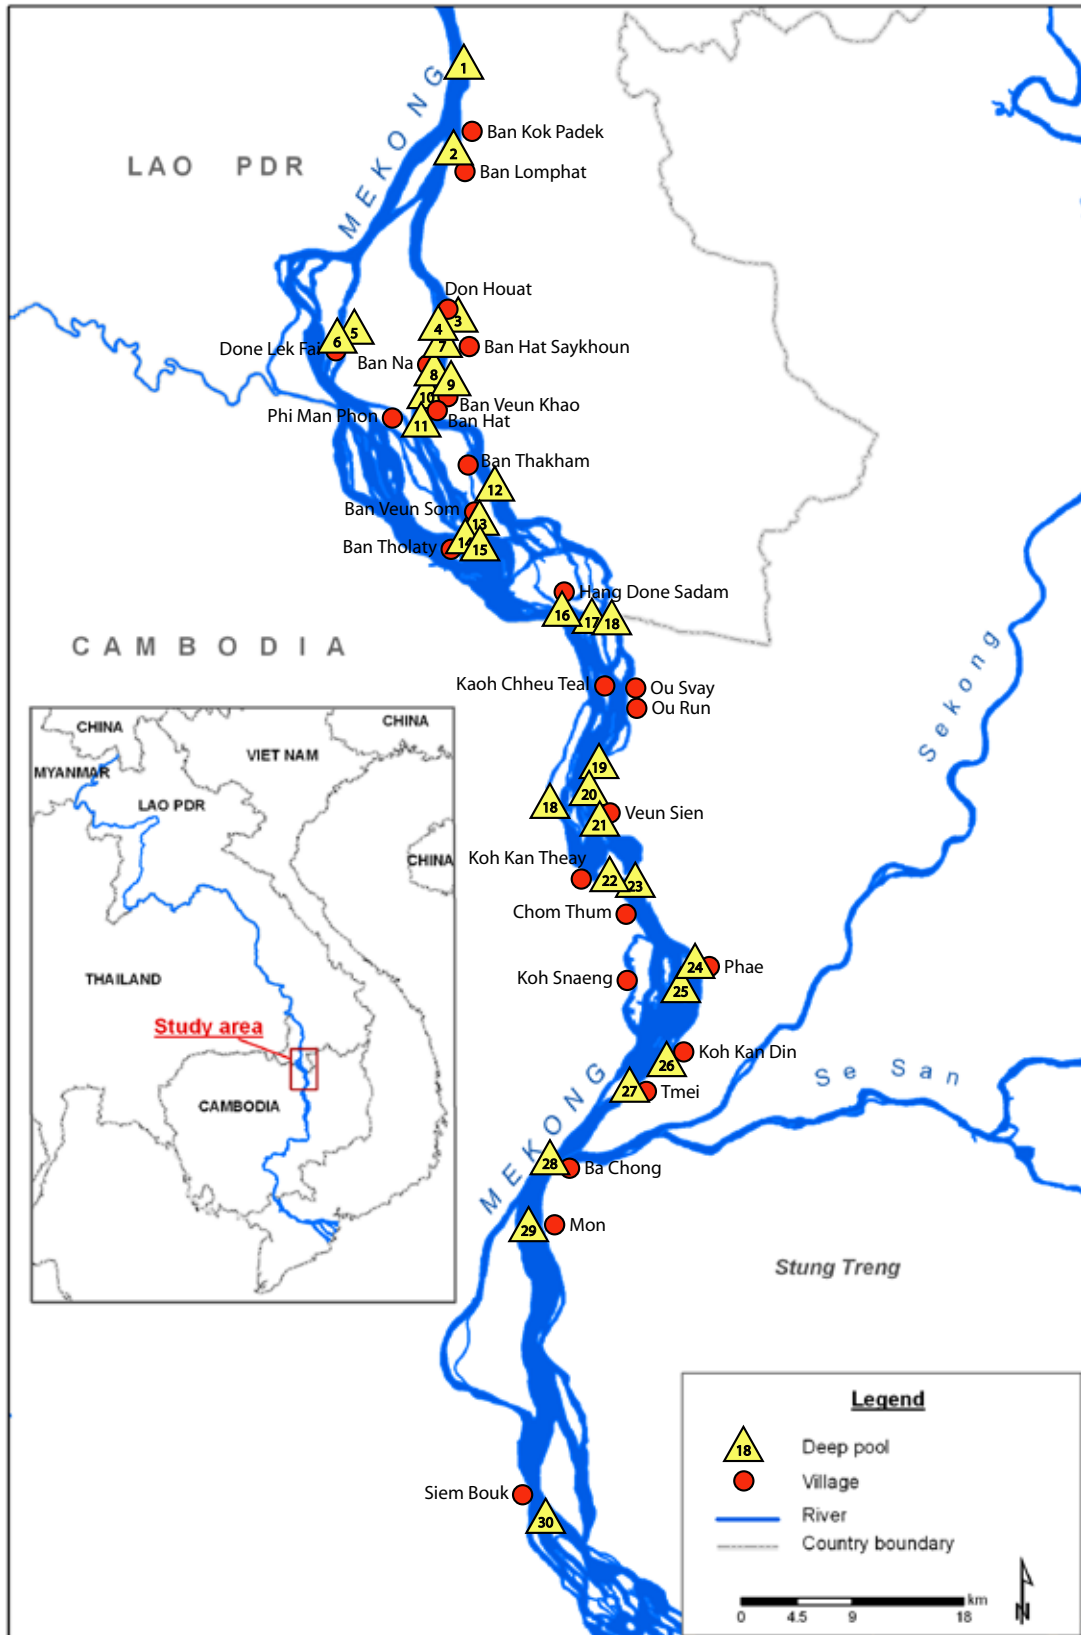 1
MEKONG
Ban Kok Padek
2
LAO PDR
Ban Lomphat
Don Houat
3
4
5
6
7
Done Lek Fai
Ban Hat Saykhoun
Ban Na
8
9
10
Ban Veun Khao
Phi Man Phon
Ban Hat
11
Ban Thakham
12
Ban Veun Som
13
14
Ban Tholaty
15
Hang Done Sadam
16
17
18
CAMBODIA
Sekong
Kaoh Chheu Teal
Ou Svay
Ou Run
19
20
18
Veun Sien
21
Koh Kan Theay
22
23
Chom Thum
24
Phae
Koh Snaeng
25
Koh Kan Din
26
27
Tmei
Se San
MEKONG
28
Ba Chong
29
Mon
Stung Treng
Siem Bouk
30
CHINA
CHINA
VIET NAM
MYANMAR
LAO PDR
CHINA
THAILAND
Study area
CAMBODIA
Legend
18
Deep pool
Village
River
Country boundary
km
0 4.5 9 18
N